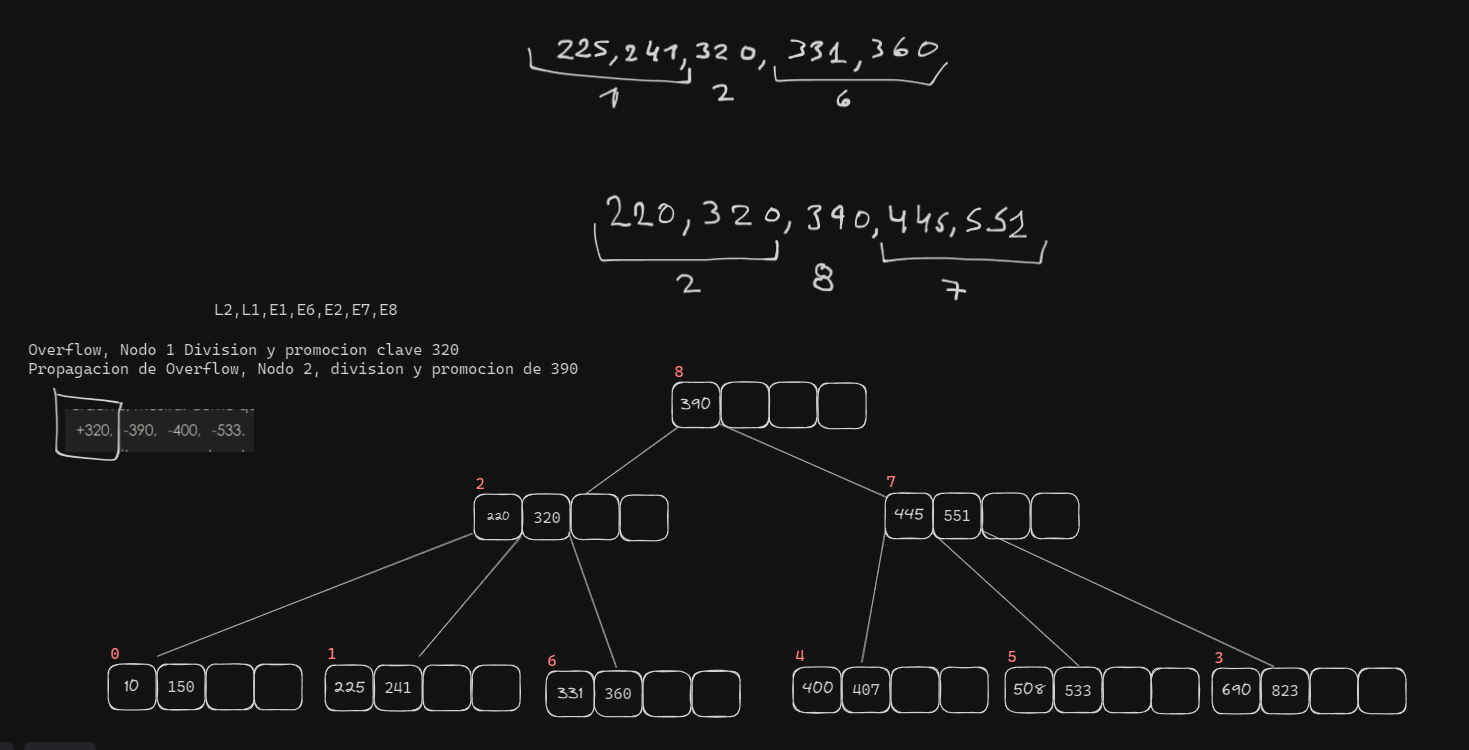 225, 241, 320, 331, 360
1 2 6
220, 320, 390, 445, 551
2 8 7
L2,L1,E1,E6,E2,E7,E8
Overflow, Nodo 1 Division y promocion clave 320
Propagacion de Overflow, Nodo 2, division y promocion de 390
+320, -390, -400, -533.
8
390
2
220 320
7
445 551
0
10 150
1
225 241
6
331 360
4
400 407
5
508 533
3
690 823